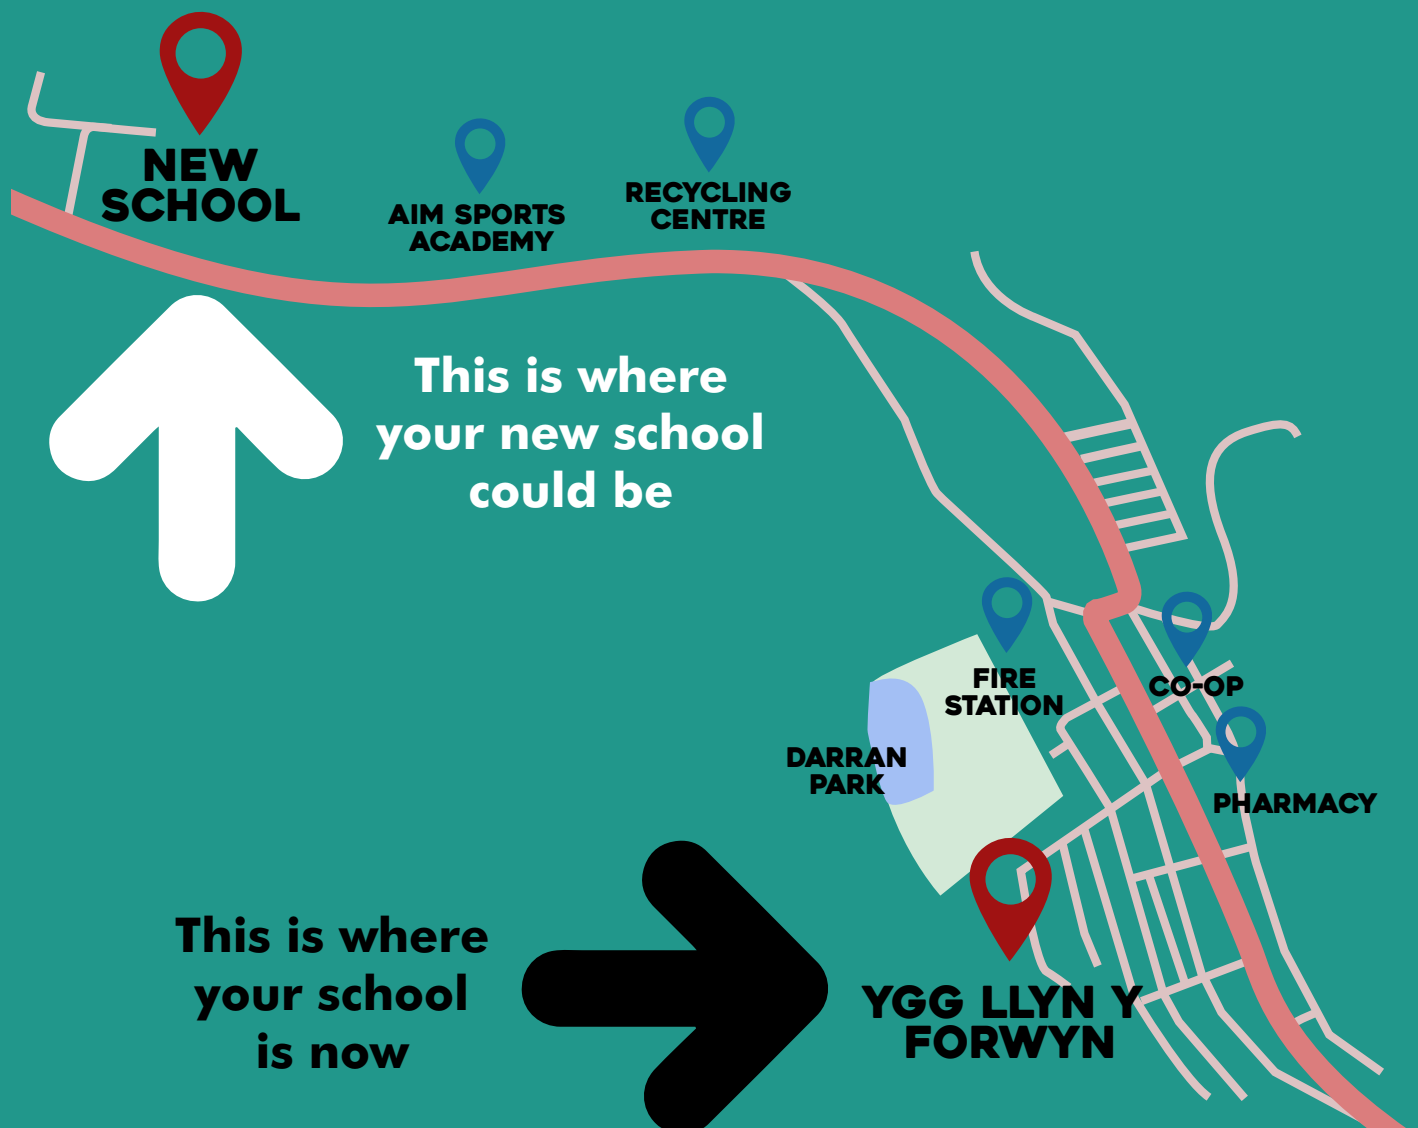 NEW
SCHOOL
AIM SPORTS
ACADEMY
RECYCLING
CENTRE
This is where
your new school
could be
FIRE
STATION
CO-OP
DARRAN
PARK
PHARMACY
This is where
your school
is now
YGG LLYN Y
FORWYN